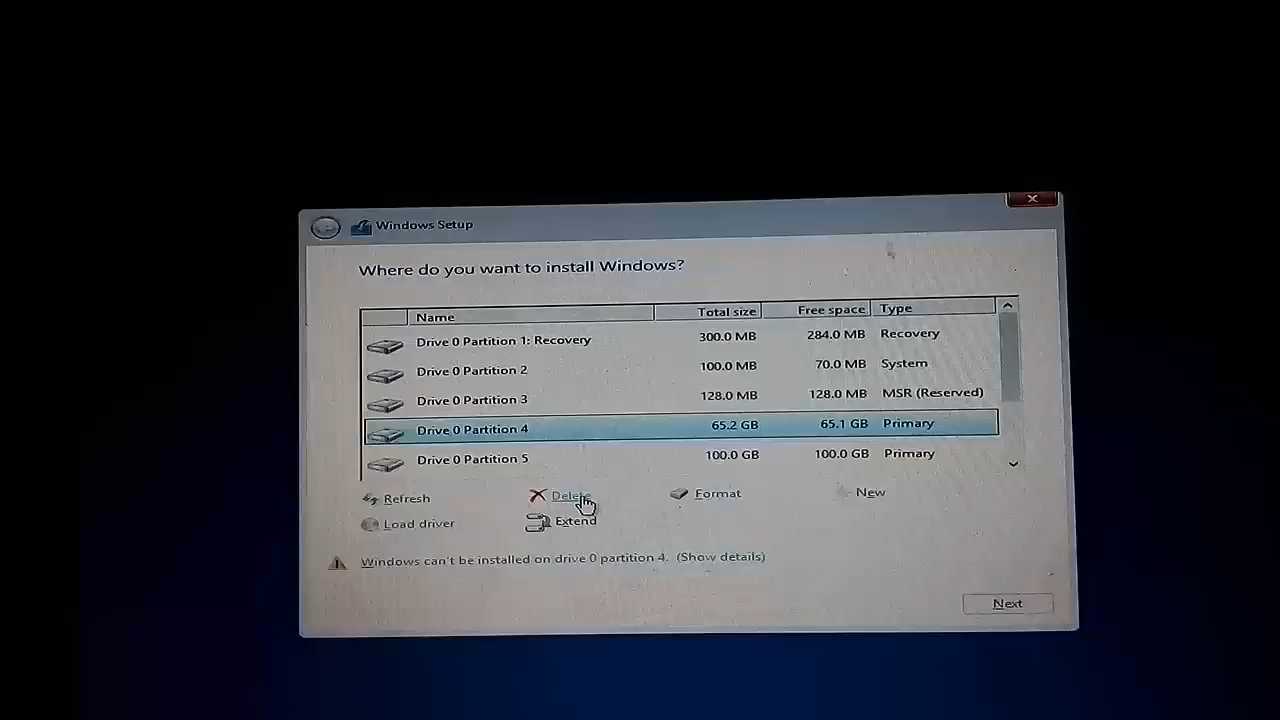 Windows Setup
Where do you want to install Windows?
Name Total size Free space Type
Drive 0 Partition 1: Recovery 300.0 MB 284.0 MB Recovery
Drive 0 Partition 2 100.0 MB 70.0 MB System
Drive 0 Partition 3 128.0 MB 128.0 MB MSR (Reserved)
Drive 0 Partition 4 65.2 GB 65.1 GB Primary
Drive 0 Partition 5 100.0 GB 100.0 GB Primary
Refresh Delete Format New
Load driver Extend
Windows can't be installed on drive 0 partition 4. (Show details)
Next